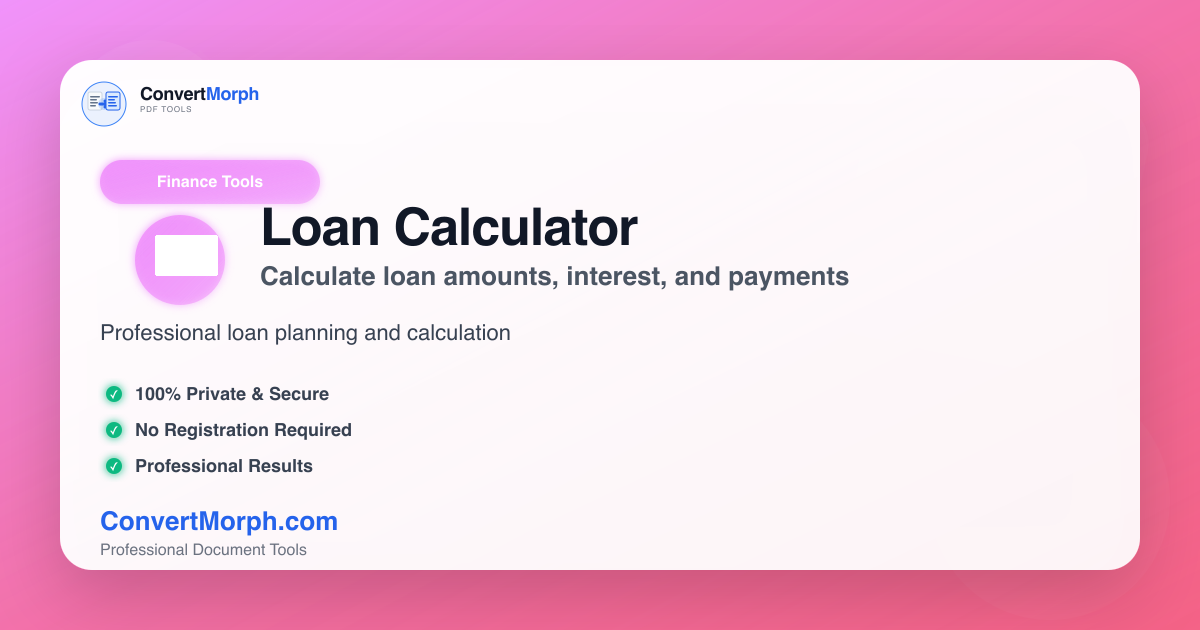 ConvertMorph
PDF TOOLS
Finance Tools
Loan Calculator
Calculate loan amounts, interest, and payments
Professional loan planning and calculation
✓ 100% Private & Secure
✓ No Registration Required
✓ Professional Results
ConvertMorph.com
Professional Document Tools